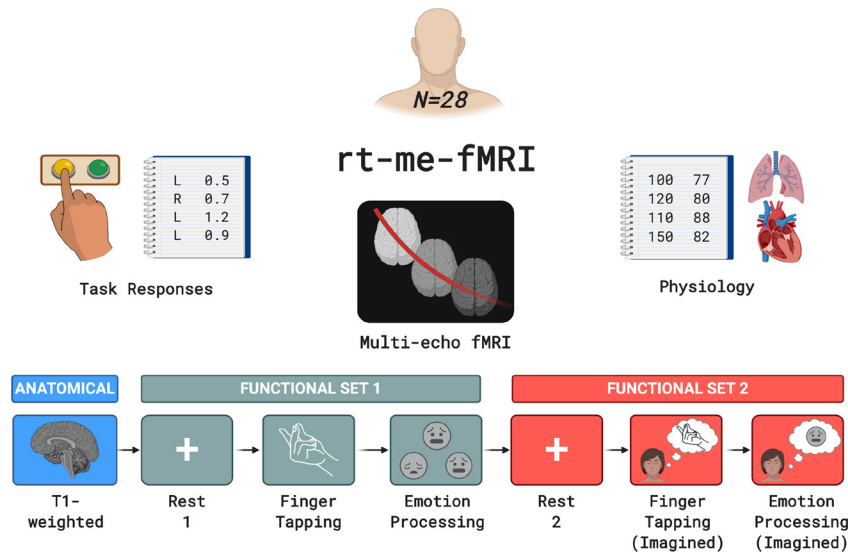 N=28
rt-me-fMRI
L 0.5
R 0.7
L 1.2
L 0.9
Task Responses
100 77
120 80
110 88
150 82
Physiology
Multi-echo fMRI
ANATOMICAL
FUNCTIONAL SET 1
FUNCTIONAL SET 2
T1-
weighted
Rest
1
Finger
Tapping
Emotion
Processing
Rest
2
Finger
Tapping
(Imagined)
Emotion
Processing
(Imagined)